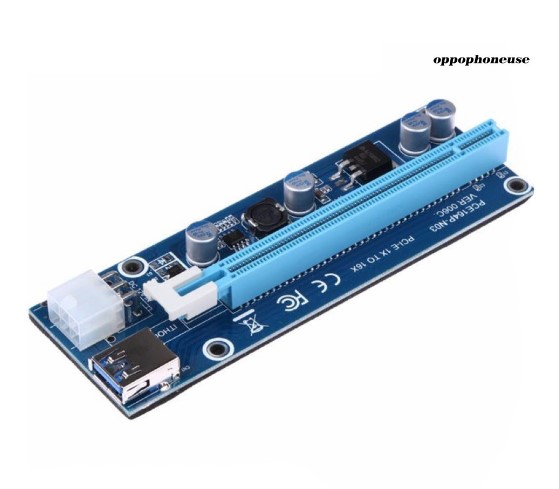 oppophoneuse
PCE164P-N03
VER 006C
PCI-E 1X TO 16X
CE FC